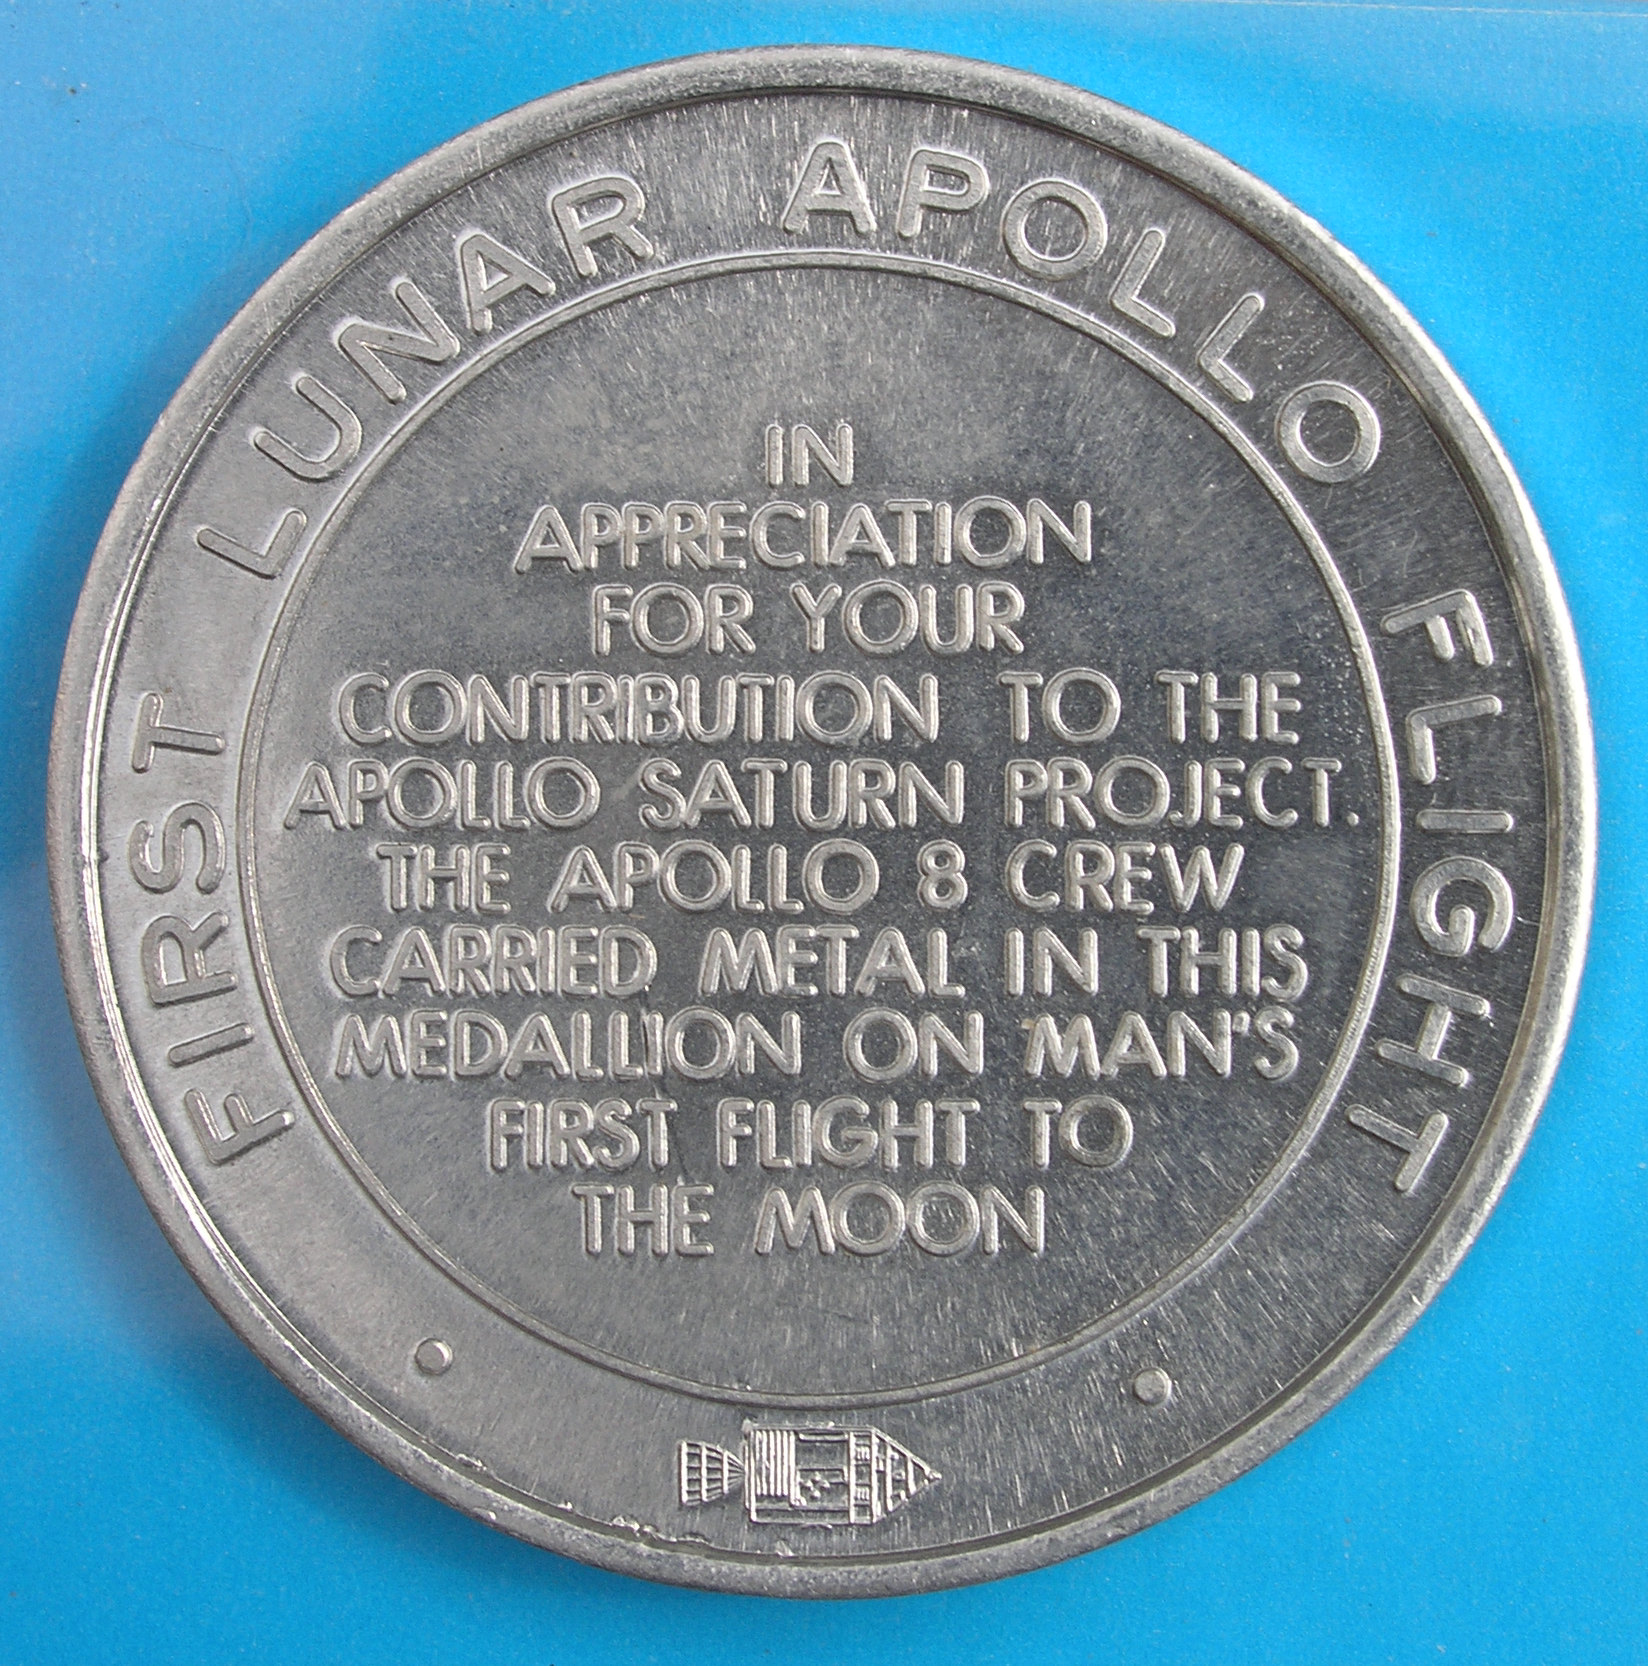 FIRST LUNAR APOLLO FLIGHT
IN
APPRECIATION
FOR YOUR
CONTRIBUTION TO THE
APOLLO SATURN PROJECT.
THE APOLLO 8 CREW
CARRIED METAL IN THIS
MEDALLION ON MAN'S
FIRST FLIGHT TO
THE MOON